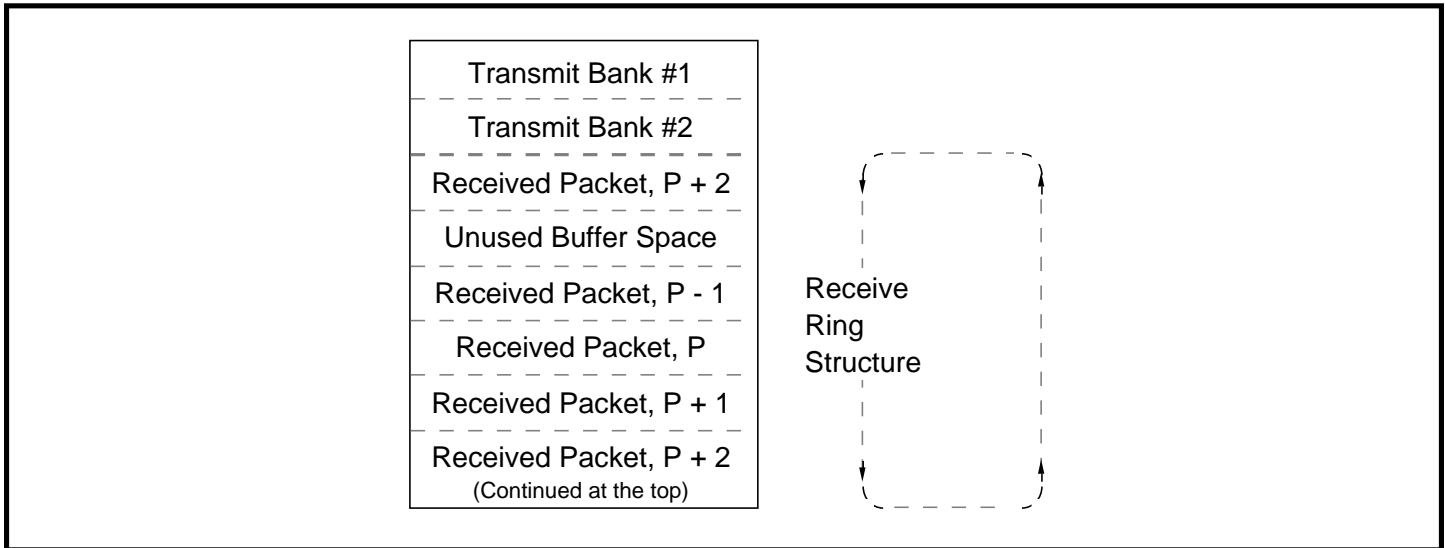 Transmit Bank #1
Transmit Bank #2
Received Packet, P + 2
Unused Buffer Space
Received Packet, P - 1
Received Packet, P
Received Packet, P + 1
Received Packet, P + 2
(Continued at the top)
Receive
Ring
Structure